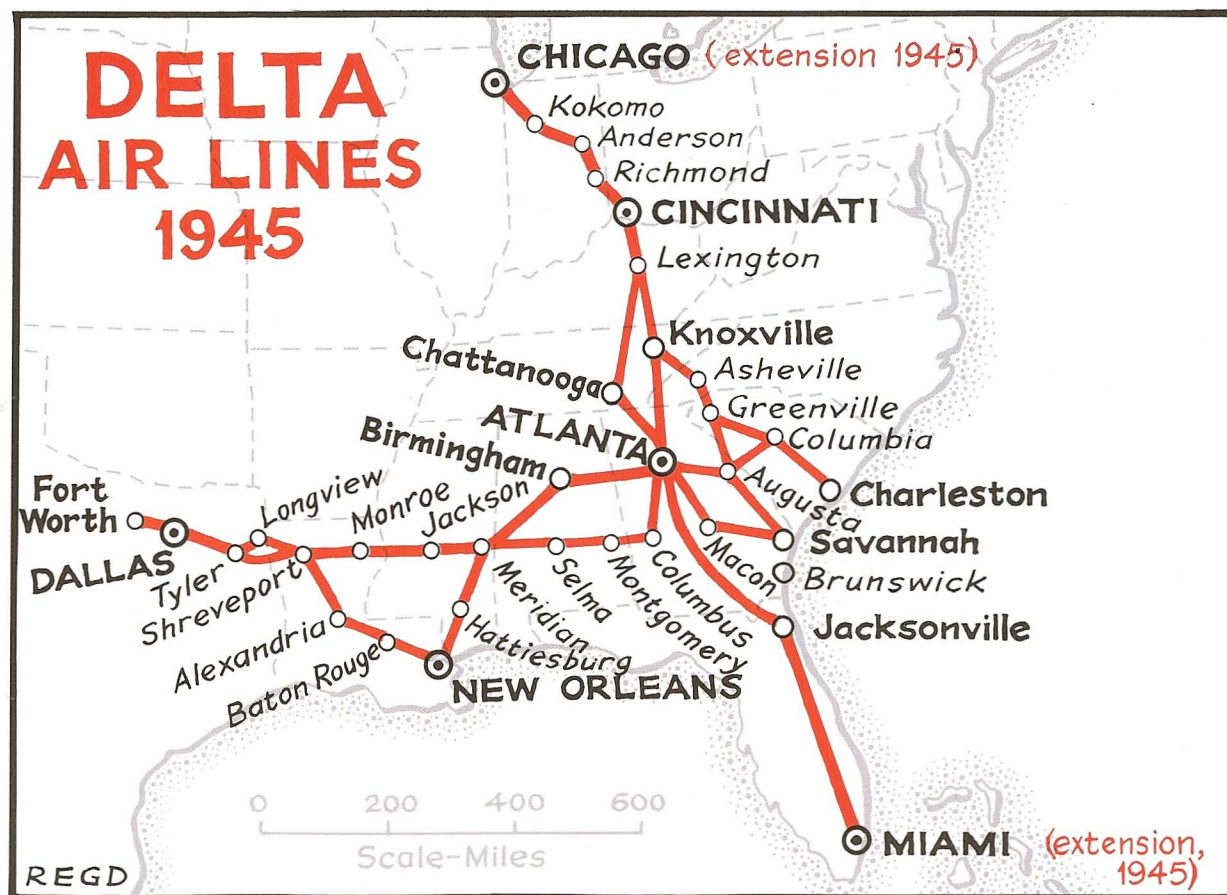 DELTA
AIR LINES
1945
CHICAGO (extension 1945)
Kokomo
Anderson
Richmond
CINCINNATI
Lexington
Knoxville
Chattanooga
Asheville
Greenville
ATLANTA
Columbia
Birmingham
Augusta
Charleston
Fort
Worth
Longview
Monroe
Jackson
DALLAS
Tyler
Shreveport
Meridian
Selma
Montgomery
Columbus
Macon
Savannah
Brunswick
Jacksonville
Alexandria
Baton Rouge
Hattiesburg
NEW ORLEANS
0 200 400 600
Scale-Miles
MIAMI (extension,
1945)
REGD